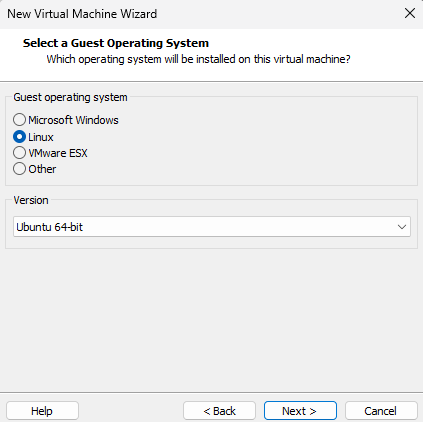 New Virtual Machine Wizard
Select a Guest Operating System
Which operating system will be installed on this virtual machine?
Guest operating system
Microsoft Windows
Linux
VMware ESX
Other
Version
Ubuntu 64-bit
Help
< Back
Next >
Cancel